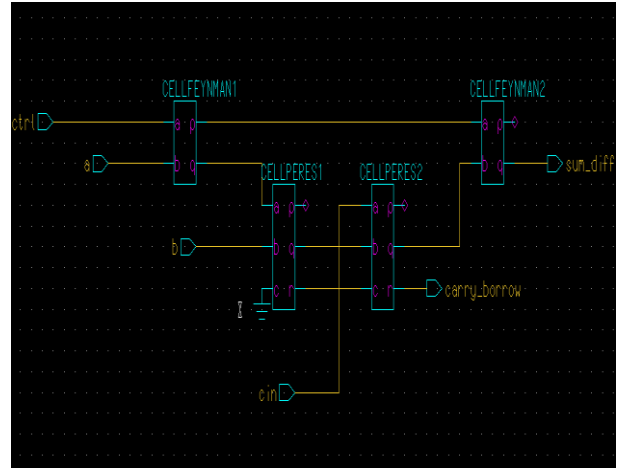 CELLFEYNMAN1
CELLFEYNMAN2
ctrl
a p
a p
a
b q
b q
sum_diff
CELLPERES1
CELLPERES2
a p
a p
b
b q
b q
c r
c r
carry_borrow
cin